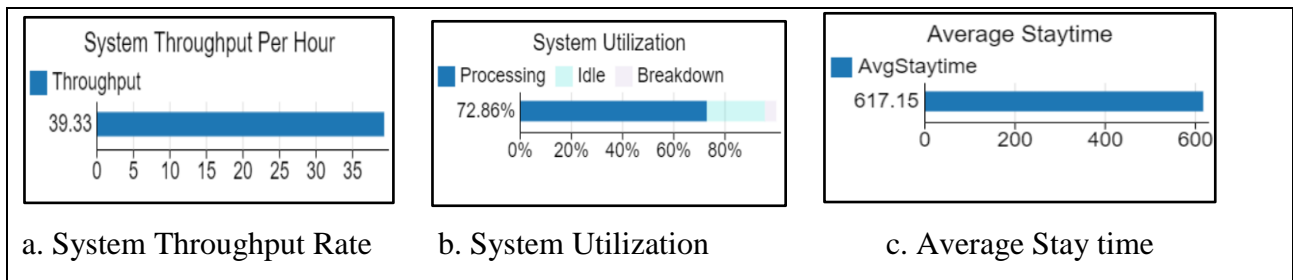 System Throughput Per Hour
Throughput
39.33
0 5 10 15 20 25 30 35
System Utilization
Processing Idle Breakdown
72.86%
0% 20% 40% 60% 80%
Average Staytime
AvgStaytime
617.15
0 200 400 600
a. System Throughput Rate
b. System Utilization
c. Average Stay time